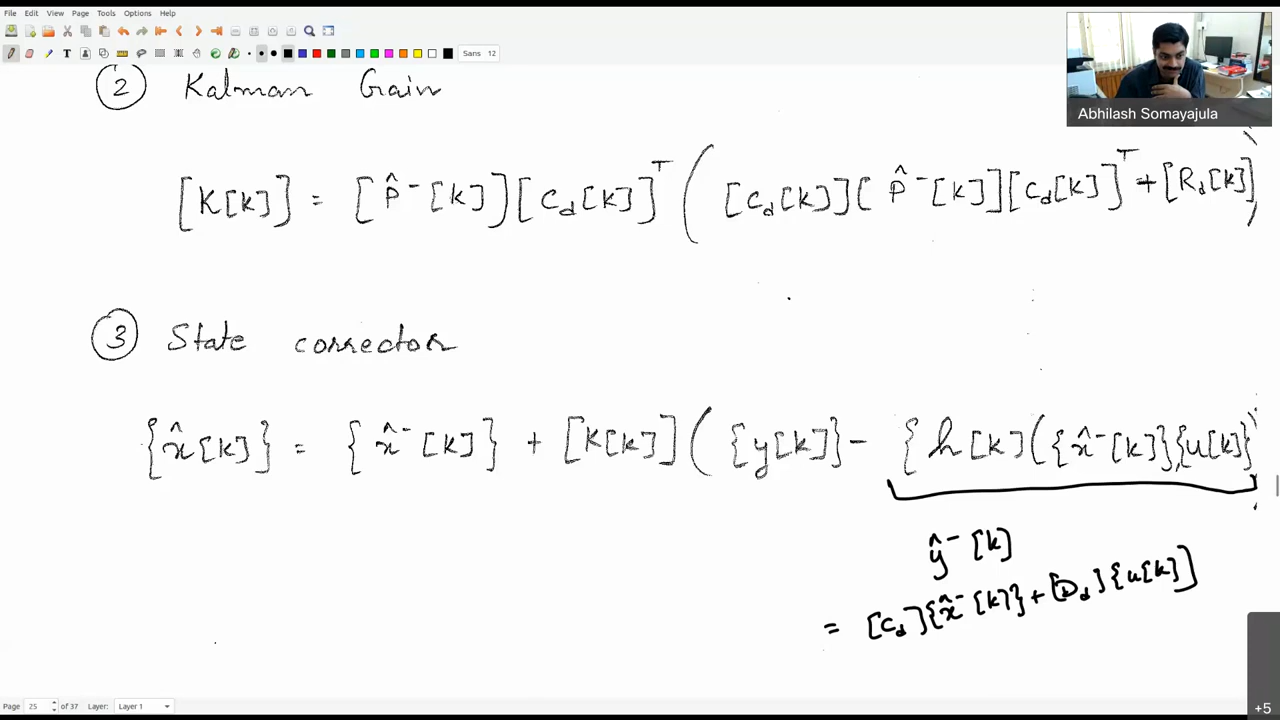 File Edit View Page Tools Options Help
Sans 12
② Kalman Gain
[K[k]] = [P̂⁻[k]][C_d[k]]ᵀ ( [C_d[k]][P̂⁻[k]][C_d[k]]ᵀ + [R_d[k]] )
③ State corrector
{x̂[k]} = {x̂⁻[k]} + [K[k]] ( {y[k]} - {h[k]({x̂⁻[k]},{u[k]})
ŷ⁻[k]
= [C_d]{x̂⁻[k]} + [D_d]{u[k]}
Abhilash Somayajula
Page 25 of 37 Layer: Layer 1
+5